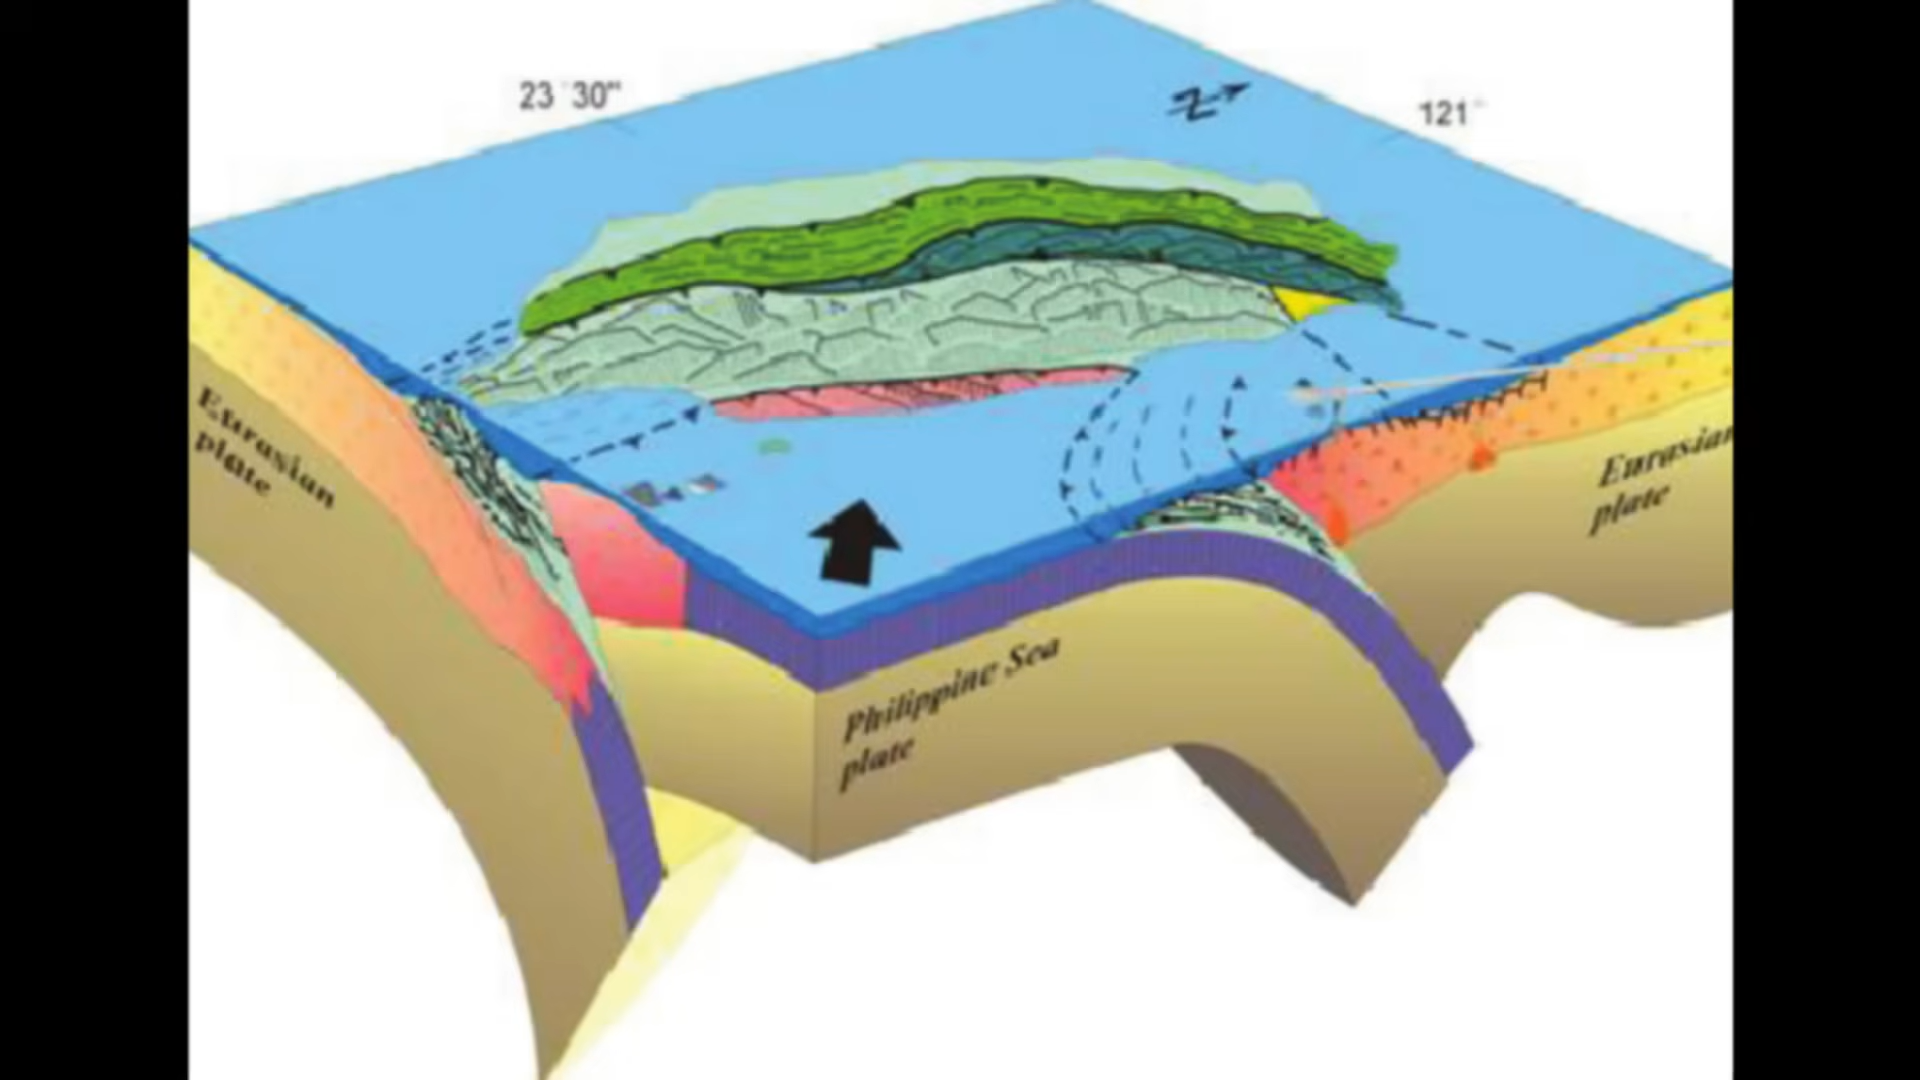 23°30"
N
121°
Eurasian
plate
Eurasian
plate
Philippine Sea
plate